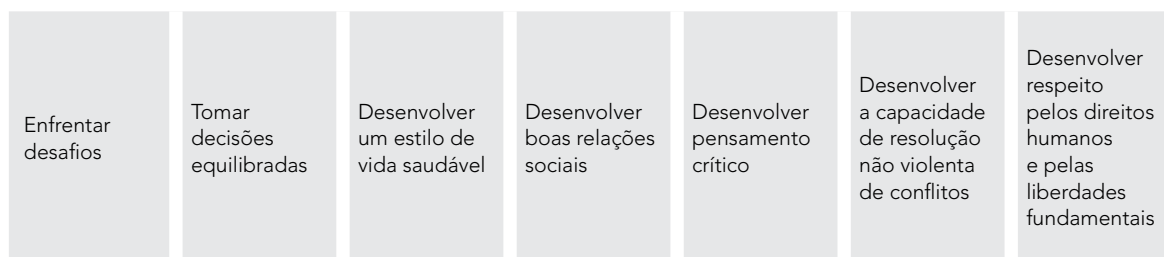 Enfrentar
desafios
Tomar
decisões
equilibradas
Desenvolver
um estilo de
vida saudável
Desenvolver
boas relações
sociais
Desenvolver
pensamento
crítico
Desenvolver
a capacidade
de resolução
não violenta
de conflitos
Desenvolver
respeito
pelos direitos
humanos
e pelas
liberdades
fundamentais